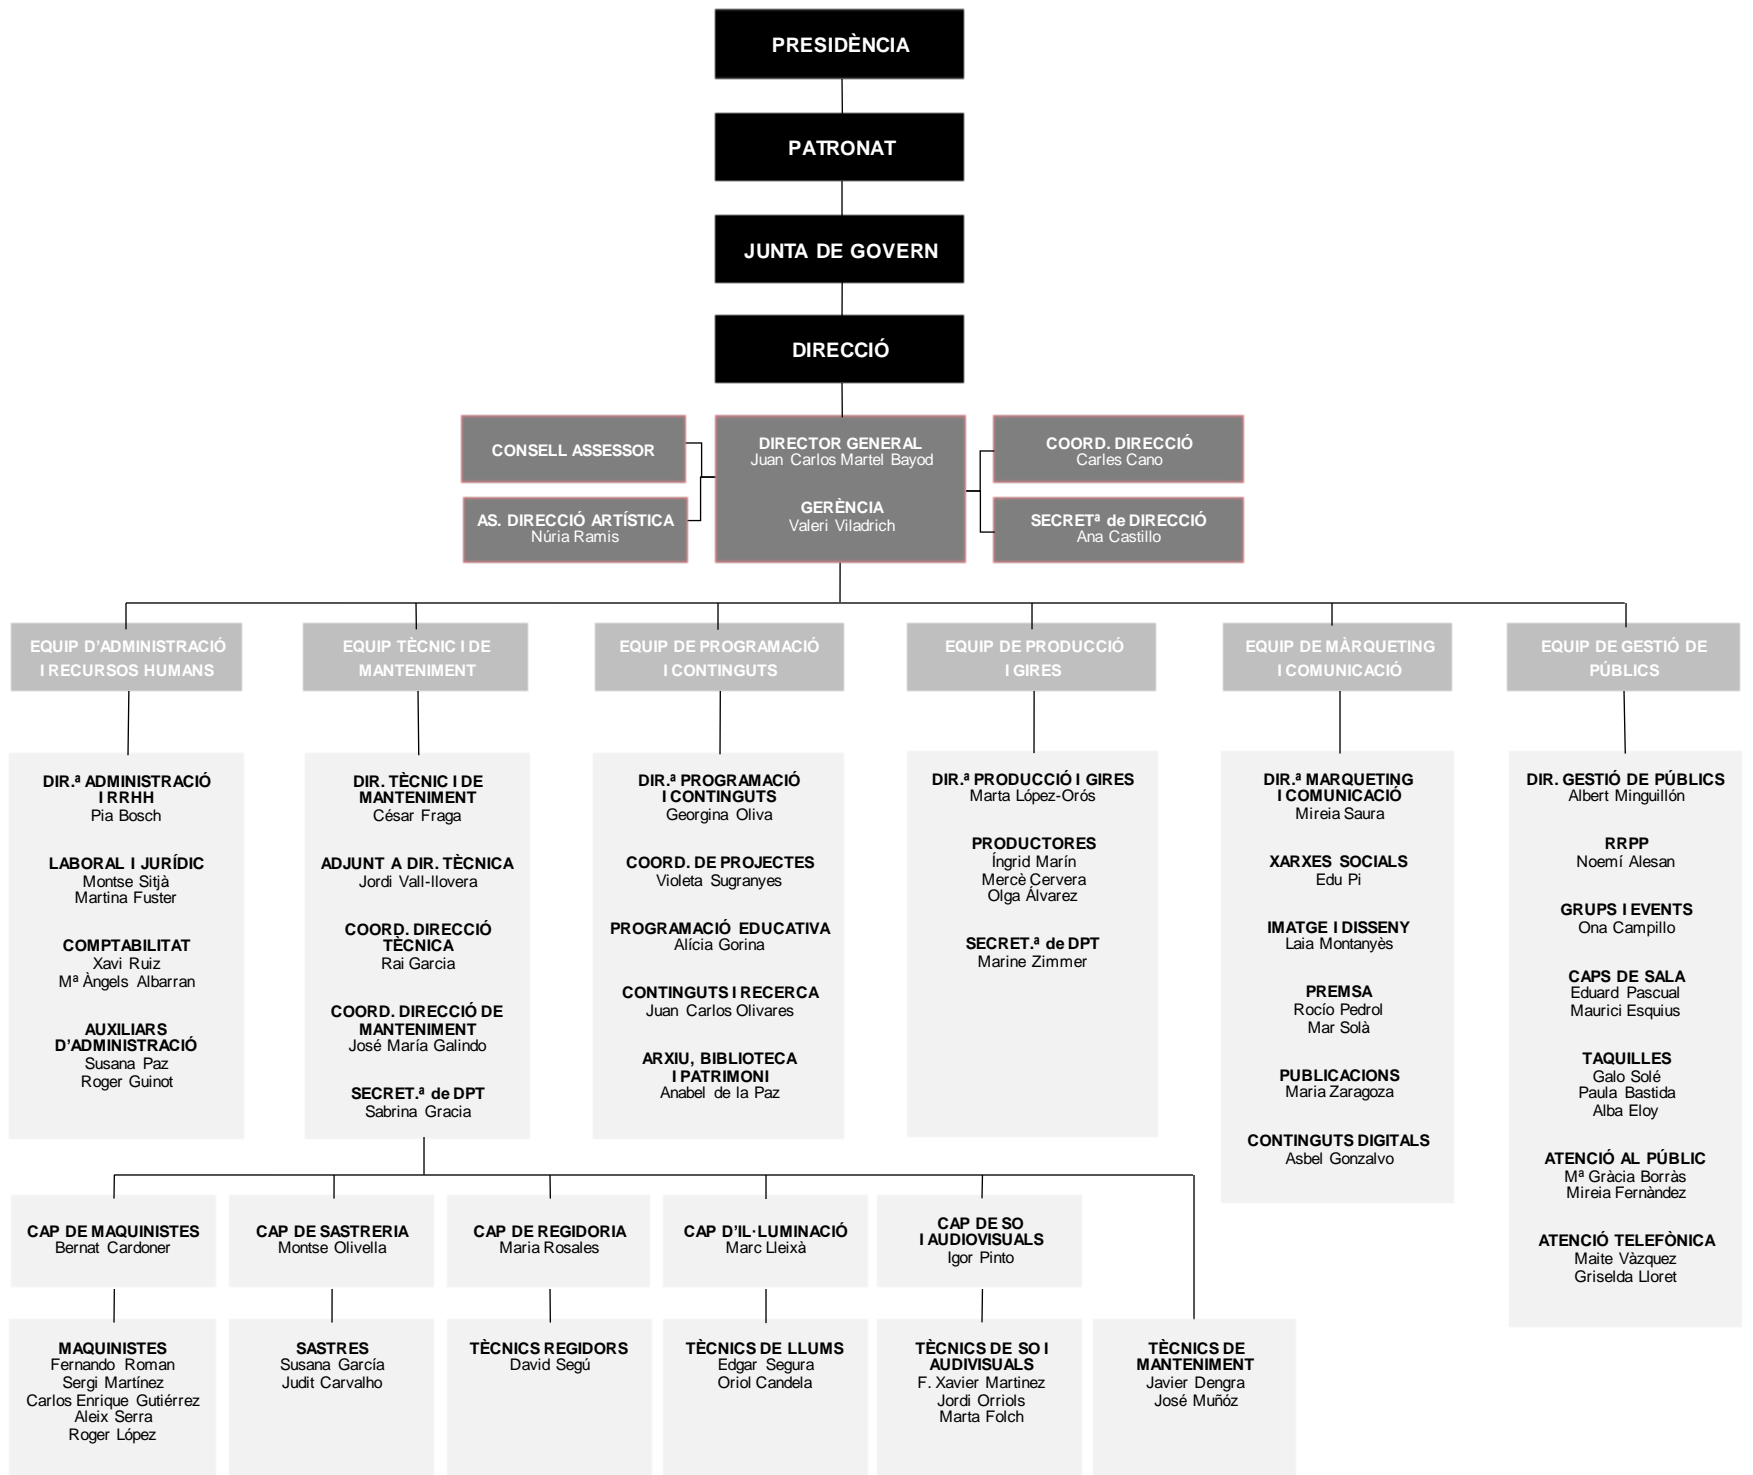 PRESIDÈNCIA
PATRONAT
JUNTA DE GOVERN
DIRECCIÓ
CONSELL ASSESSOR
AS. DIRECCIÓ ARTÍSTICA
Núria Ramis
DIRECTOR GENERAL
Juan Carlos Martel Bayod
GERÈNCIA
Valeri Viladrich
COORD. DIRECCIÓ
Carles Cano
SECRETª de DIRECCIÓ
Ana Castillo
EQUIP D'ADMINISTRACIÓ
I RECURSOS HUMANS
EQUIP TÈCNIC I DE
MANTENIMENT
EQUIP DE PROGRAMACIÓ
I CONTINGUTS
EQUIP DE PRODUCCIÓ
I GIRES
EQUIP DE MÀRQUETING
I COMUNICACIÓ
EQUIP DE GESTIÓ DE
PÚBLICS
DIR.ª ADMINISTRACIÓ
I RRHH
Pia Bosch
LABORAL I JURÍDIC
Montse Sitjà
Martina Fuster
COMPTABILITAT
Xavi Ruiz
Mª Àngels Albarran
AUXILIARS
D'ADMINISTRACIÓ
Susana Paz
Roger Guinot
DIR. TÈCNIC I DE
MANTENIMENT
César Fraga
ADJUNT A DIR. TÈCNICA
Jordi Vall-llovera
COORD. DIRECCIÓ
TÈCNICA
Rai Garcia
COORD. DIRECCIÓ DE
MANTENIMENT
José María Galindo
SECRET.ª de DPT
Sabrina Gracia
DIR.ª PROGRAMACIÓ
I CONTINGUTS
Georgina Oliva
COORD. DE PROJECTES
Violeta Sugranyes
PROGRAMACIÓ EDUCATIVA
Alícia Gorina
CONTINGUTS I RECERCA
Juan Carlos Olivares
ARXIU, BIBLIOTECA
I PATRIMONI
Anabel de la Paz
DIR.ª PRODUCCIÓ I GIRES
Marta López-Orós
PRODUCTORES
Íngrid Marín
Mercè Cervera
Olga Álvarez
SECRET.ª de DPT
Marine Zimmer
DIR.ª MARQUETING
I COMUNICACIÓ
Mireia Saura
XARXES SOCIALS
Edu Pi
IMATGE I DISSENY
Laia Montanyès
PREMSA
Rocío Pedrol
Mar Solà
PUBLICACIONS
Maria Zaragoza
CONTINGUTS DIGITALS
Asbel Gonzalvo
DIR. GESTIÓ DE PÚBLICS
Albert Minguillón
RRPP
Noemí Alesan
GRUPS I EVENTS
Ona Campillo
CAPS DE SALA
Eduard Pascual
Maurici Esquius
TAQUILLES
Galo Solé
Paula Bastida
Alba Eloy
ATENCIÓ AL PÚBLIC
Mª Gràcia Borràs
Mireia Fernàndez
ATENCIÓ TELEFÒNICA
Maite Vàzquez
Griselda Lloret
CAP DE MAQUINISTES
Bernat Cardoner
CAP DE SASTRERIA
Montse Olivella
CAP DE REGIDORIA
Maria Rosales
CAP D'IL·LUMINACIÓ
Marc Lleixà
CAP DE SO
I AUDIOVISUALS
Igor Pinto
MAQUINISTES
Fernando Roman
Sergi Martínez
Carlos Enrique Gutiérrez
Aleix Serra
Roger López
SASTRES
Susana García
Judit Carvalho
TÈCNICS REGIDORS
David Segú
TÈCNICS DE LLUMS
Edgar Segura
Oriol Candela
TÈCNICS DE SO I
AUDIVISUALS
F. Xavier Martinez
Jordi Orriols
Marta Folch
TÈCNICS DE
MANTENIMENT
Javier Dengra
José Muñóz